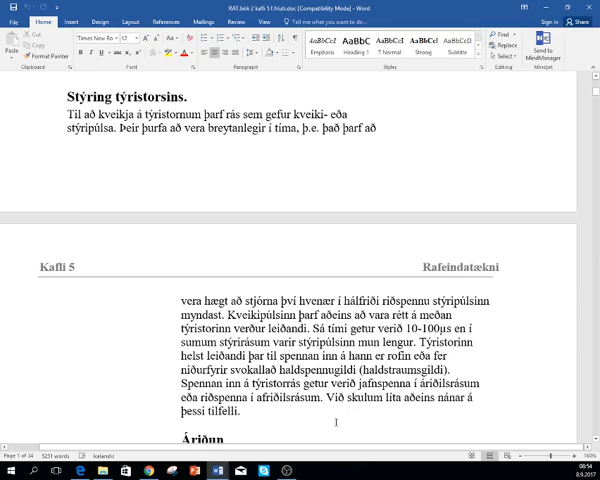 RAT.bók 2 kafli 5 f.hluti.doc [Compatibility Mode] - Word
File Home Insert Design Layout References Mailings Review View Tell me what you want to do... Sign in Share
Paste Cut Copy Format Painter
Times New Ro 12
Emphasis Heading 1 ¶ Normal Strong Subtitle
Find Replace Select Send to MindManager
Clipboard Font Paragraph Styles Editing Mindjet
Stýring týristorsins.
Til að kveikja á týristornum þarf rás sem gefur kveiki- eða
stýripúlsa. Þeir þurfa að vera breytanlegir í tíma, þ.e. það þarf að
Kafli 5 Rafeindatækni
vera hægt að stjórna því hvenær í hálfriði riðspennu stýripúlsinn
myndast. Kveikipúlsinn þarf aðeins að vara rétt á meðan
týristorinn verður leiðandi. Sá tími getur verið 10-100µs en í
sumum stýrirásum varir stýripúlsinn mun lengur. Týristorinn
helst leiðandi þar til spennan inn á hann er rofin eða fer
niðurfyrir svokallað haldspennugildi (haldstraumsgildi).
Spennan inn á týristorrás getur verið jafnspenna í áriðilsrásum
eða riðspenna í afriðilsrásum. Við skulum líta aðeins nánar á
þessi tilfelli.
Áriðun
Page 1 of 34 5231 words Icelandic 160%
08:54
8.9.2017